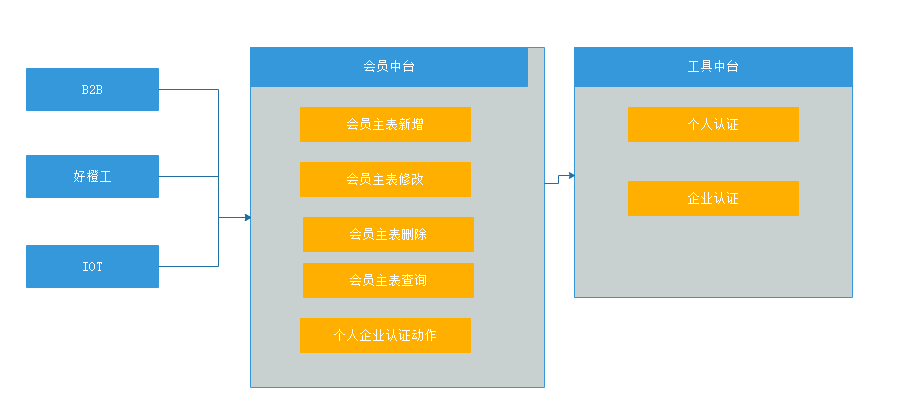 B2B
好橙工
IOT
会员中台
会员主表新增
会员主表修改
会员主表删除
会员主表查询
个人企业认证动作
工具中台
个人认证
企业认证